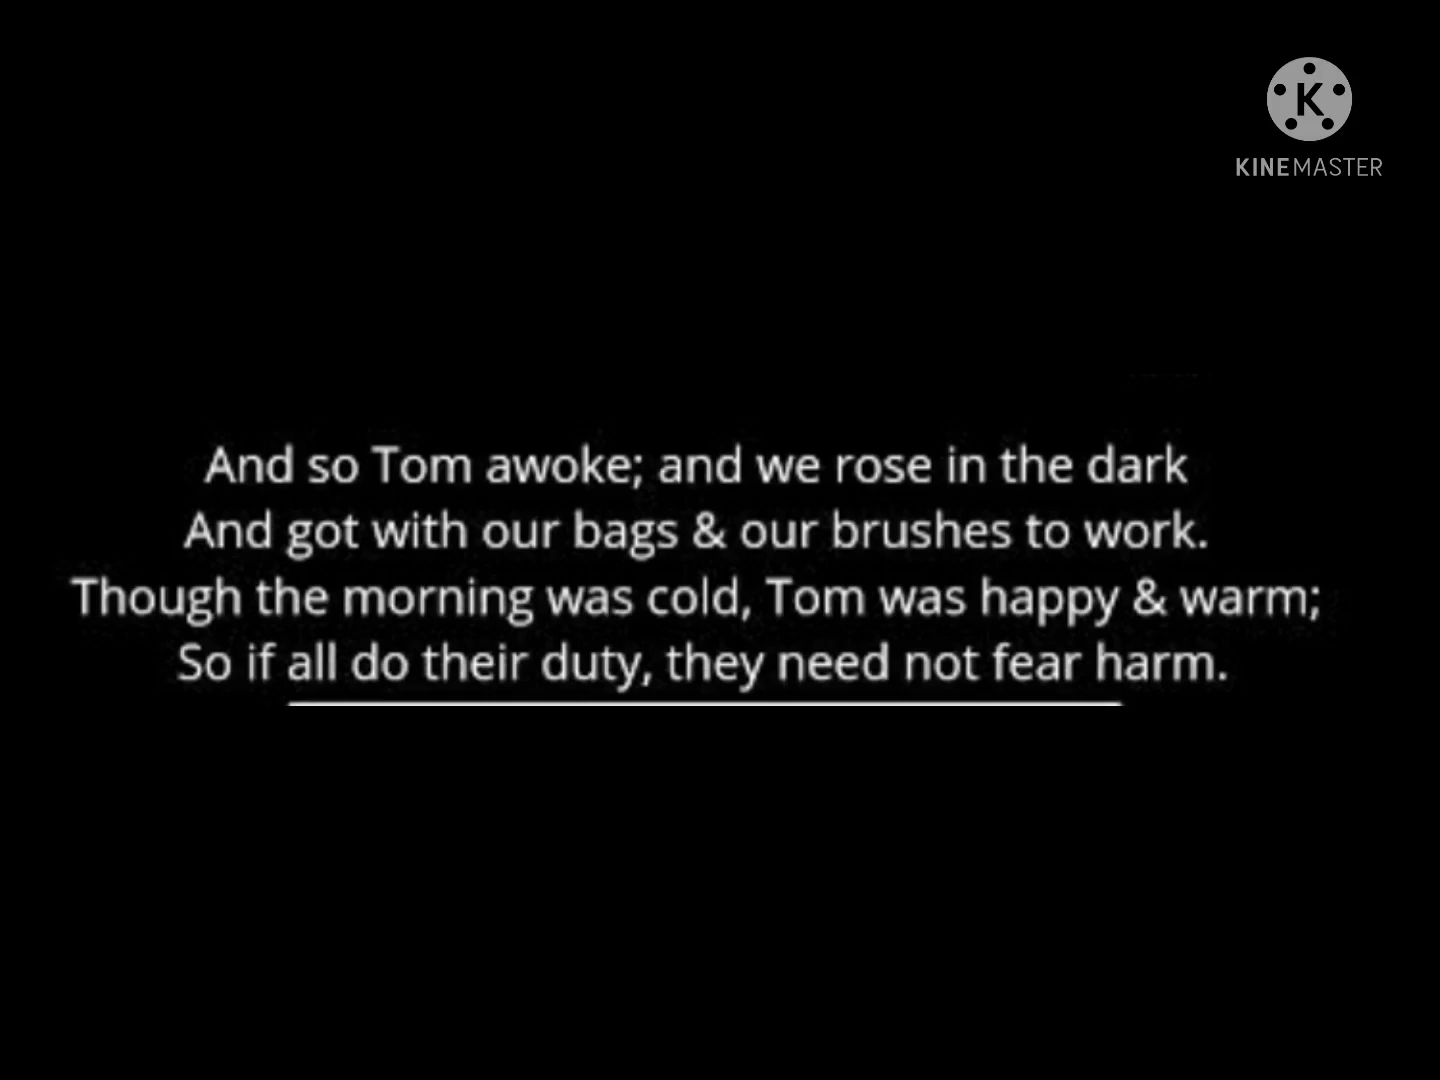 KINEMASTER
And so Tom awoke; and we rose in the dark
And got with our bags & our brushes to work.
Though the morning was cold, Tom was happy & warm;
So if all do their duty, they need not fear harm.